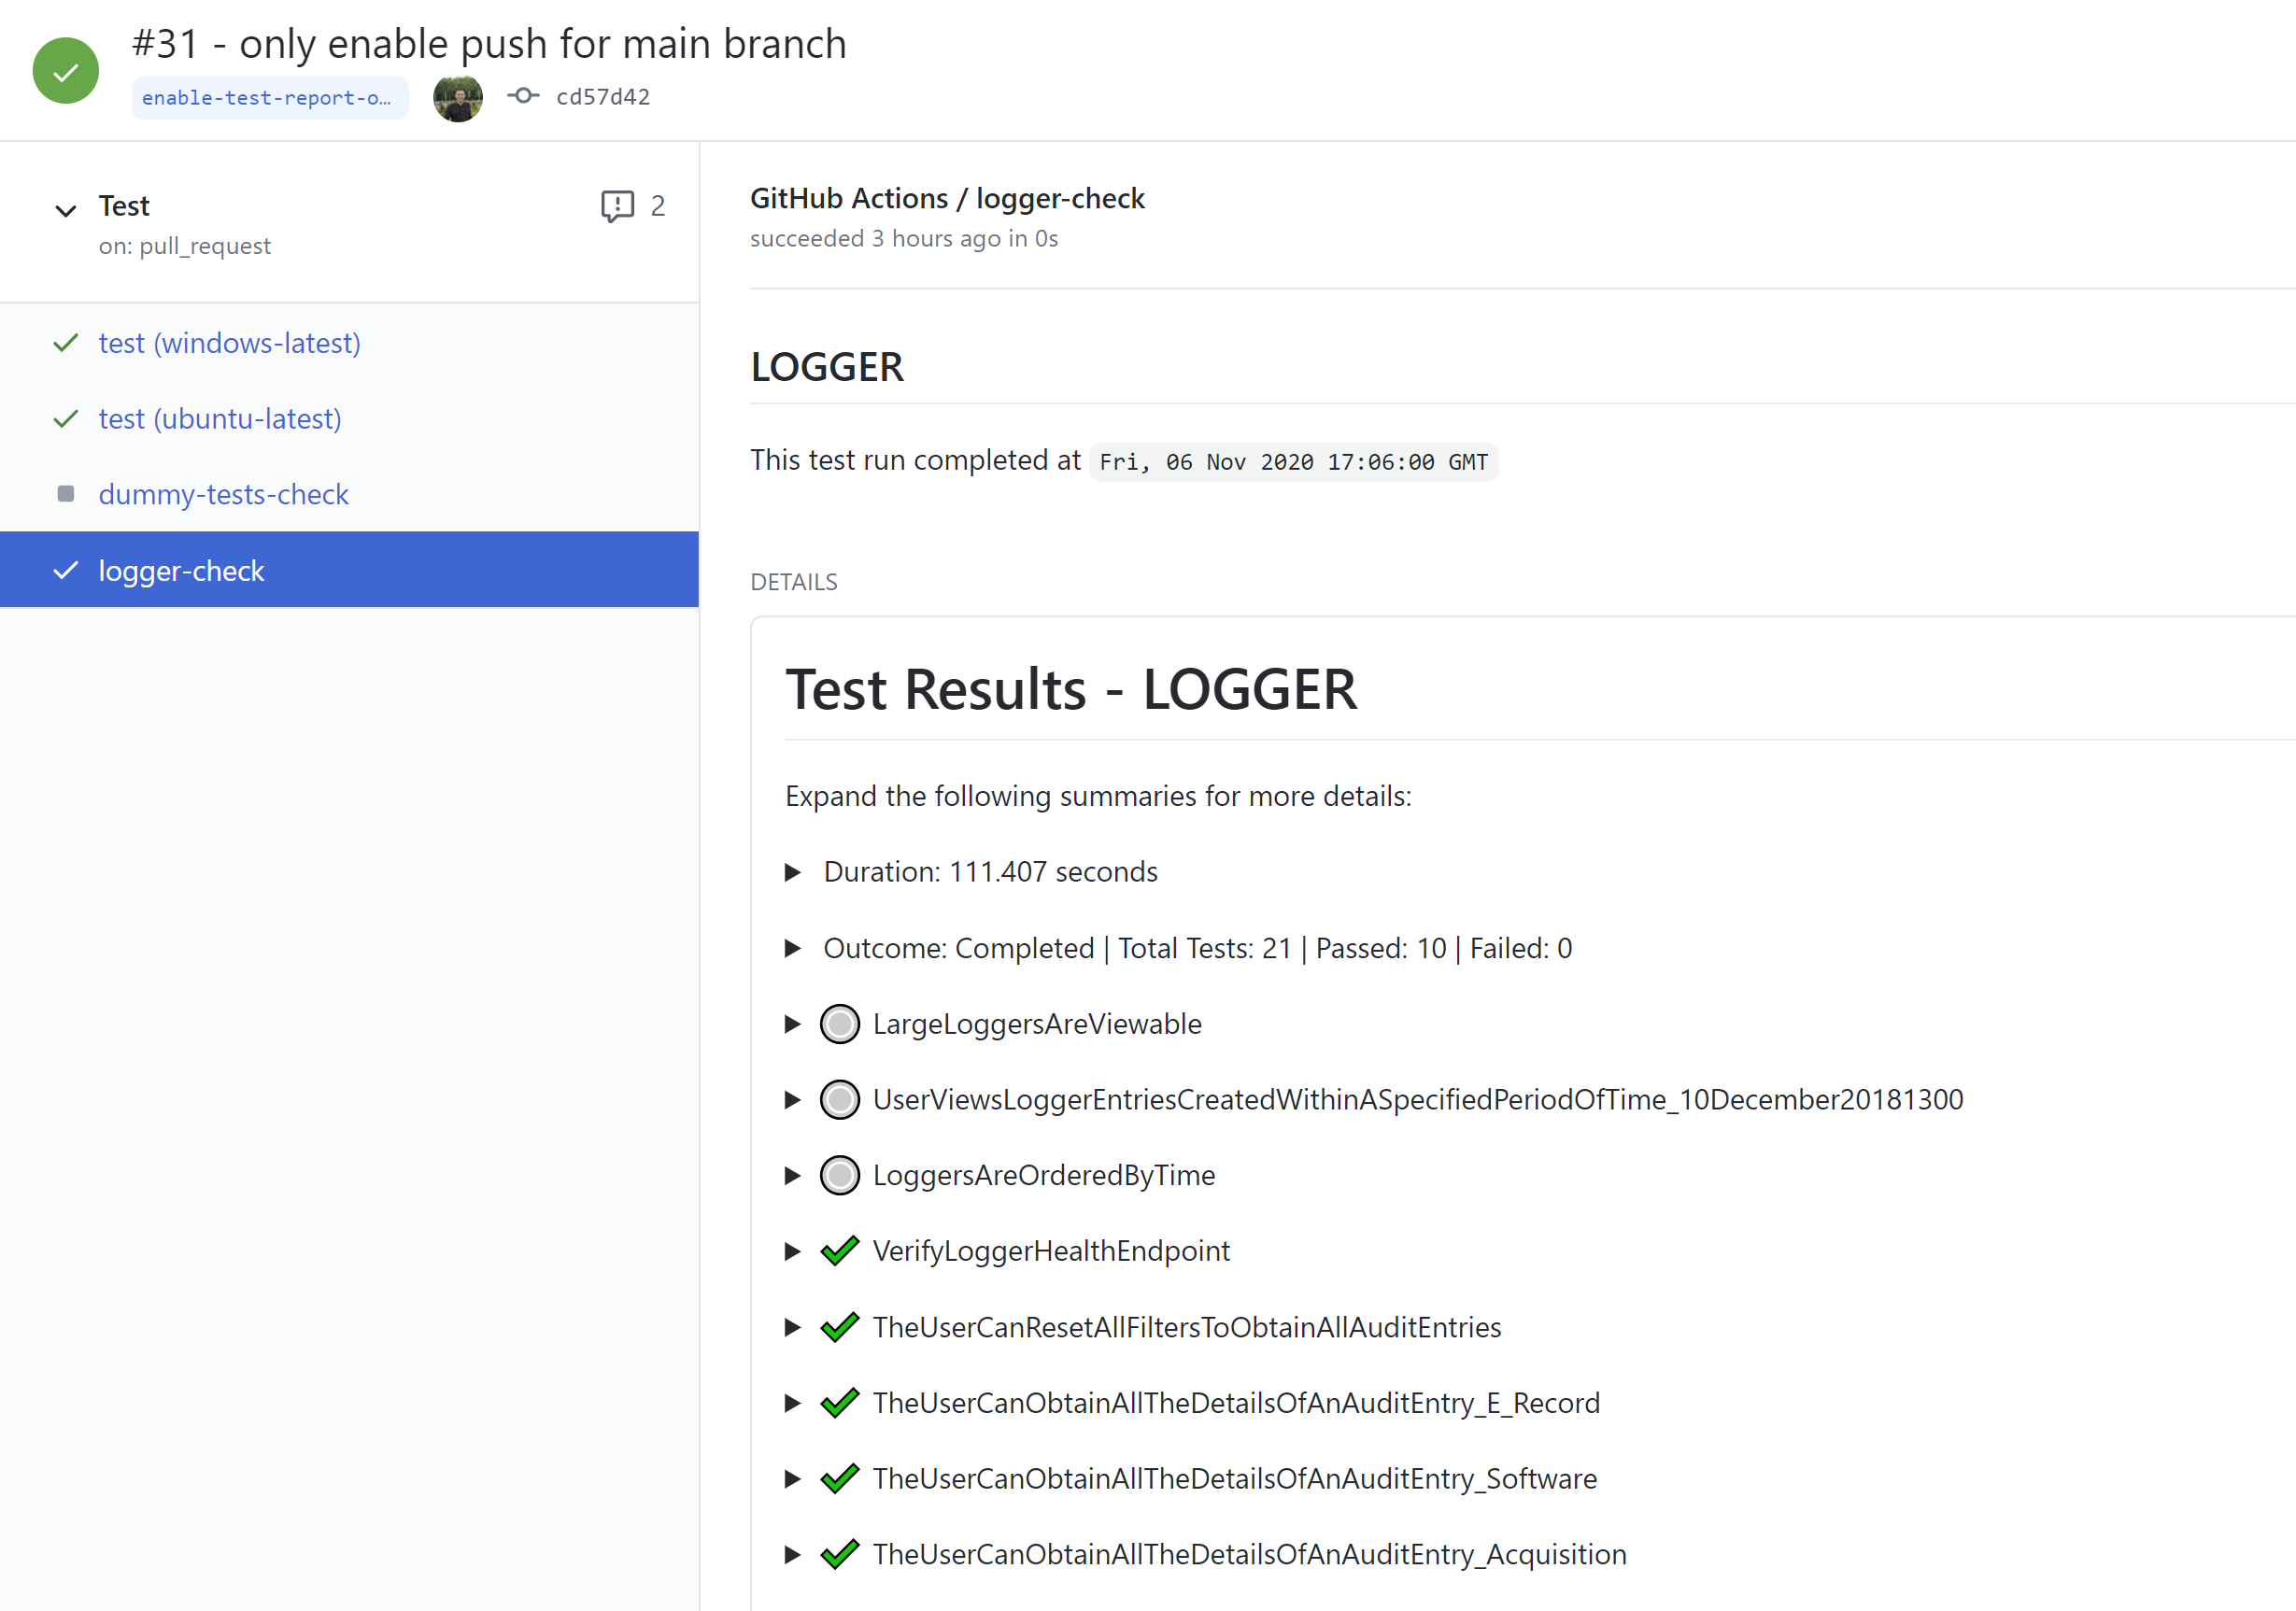 #31 - only enable push for main branch
enable-test-report-o... cd57d42
Test 2
on: pull_request
test (windows-latest)
test (ubuntu-latest)
dummy-tests-check
logger-check
GitHub Actions / logger-check
succeeded 3 hours ago in 0s
LOGGER
This test run completed at Fri, 06 Nov 2020 17:06:00 GMT
DETAILS
Test Results - LOGGER
Expand the following summaries for more details:
Duration: 111.407 seconds
Outcome: Completed | Total Tests: 21 | Passed: 10 | Failed: 0
LargeLoggersAreViewable
UserViewsLoggerEntriesCreatedWithinASpecifiedPeriodOfTime_10December20181300
LoggersAreOrderedByTime
VerifyLoggerHealthEndpoint
TheUserCanResetAllFiltersToObtainAllAuditEntries
TheUserCanObtainAllTheDetailsOfAnAuditEntry_E_Record
TheUserCanObtainAllTheDetailsOfAnAuditEntry_Software
TheUserCanObtainAllTheDetailsOfAnAuditEntry_Acquisition